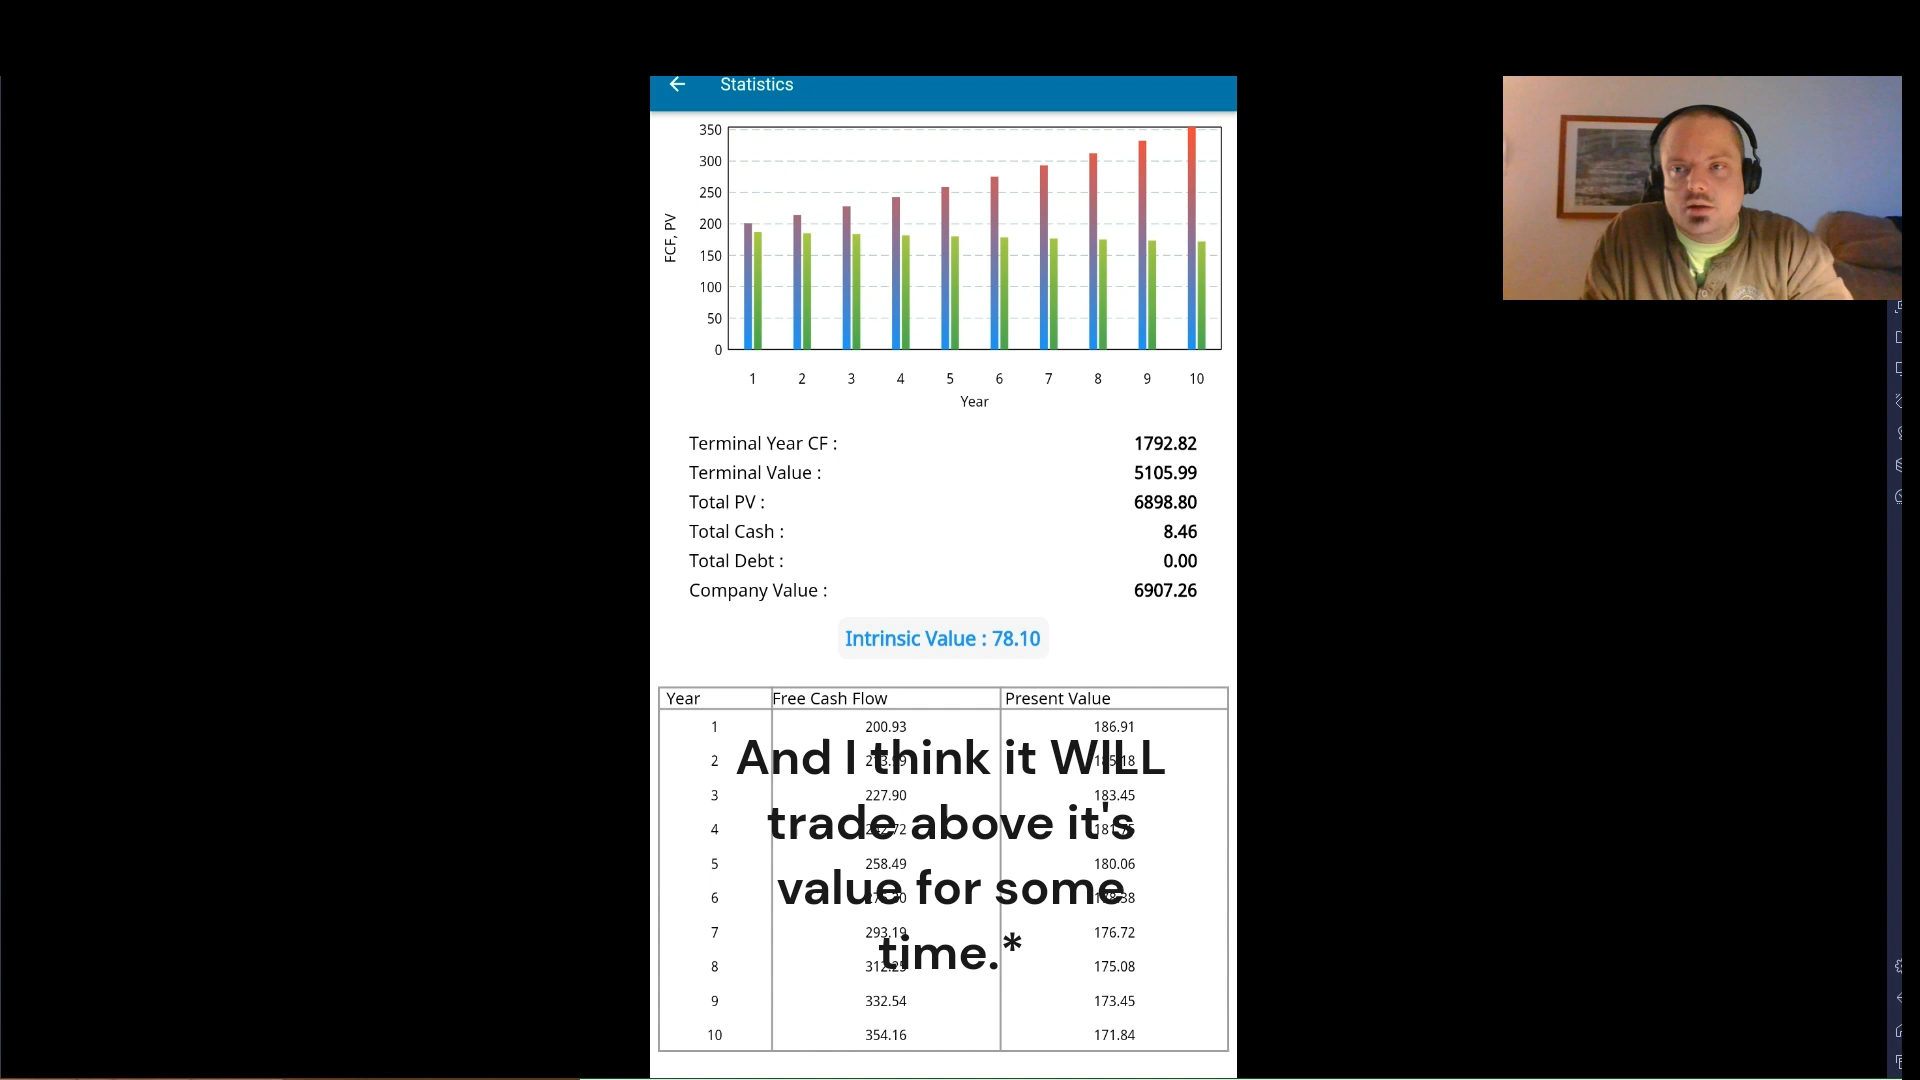 Statistics
350
300
250
200
150
100
50
0
FCF, PV
1 2 3 4 5 6 7 8 9 10
Year
Terminal Year CF : 1792.82
Terminal Value : 5105.99
Total PV : 6898.80
Total Cash : 8.46
Total Debt : 0.00
Company Value : 6907.26
Intrinsic Value : 78.10
Year Free Cash Flow Present Value
1 200.93 186.91
2
3 227.90 183.45
4
5 258.49 180.06
6
7 293.19 176.72
8 175.08
9 332.54 173.45
10 354.16 171.84
And I think it WILL
trade above it's
value for some
time.*